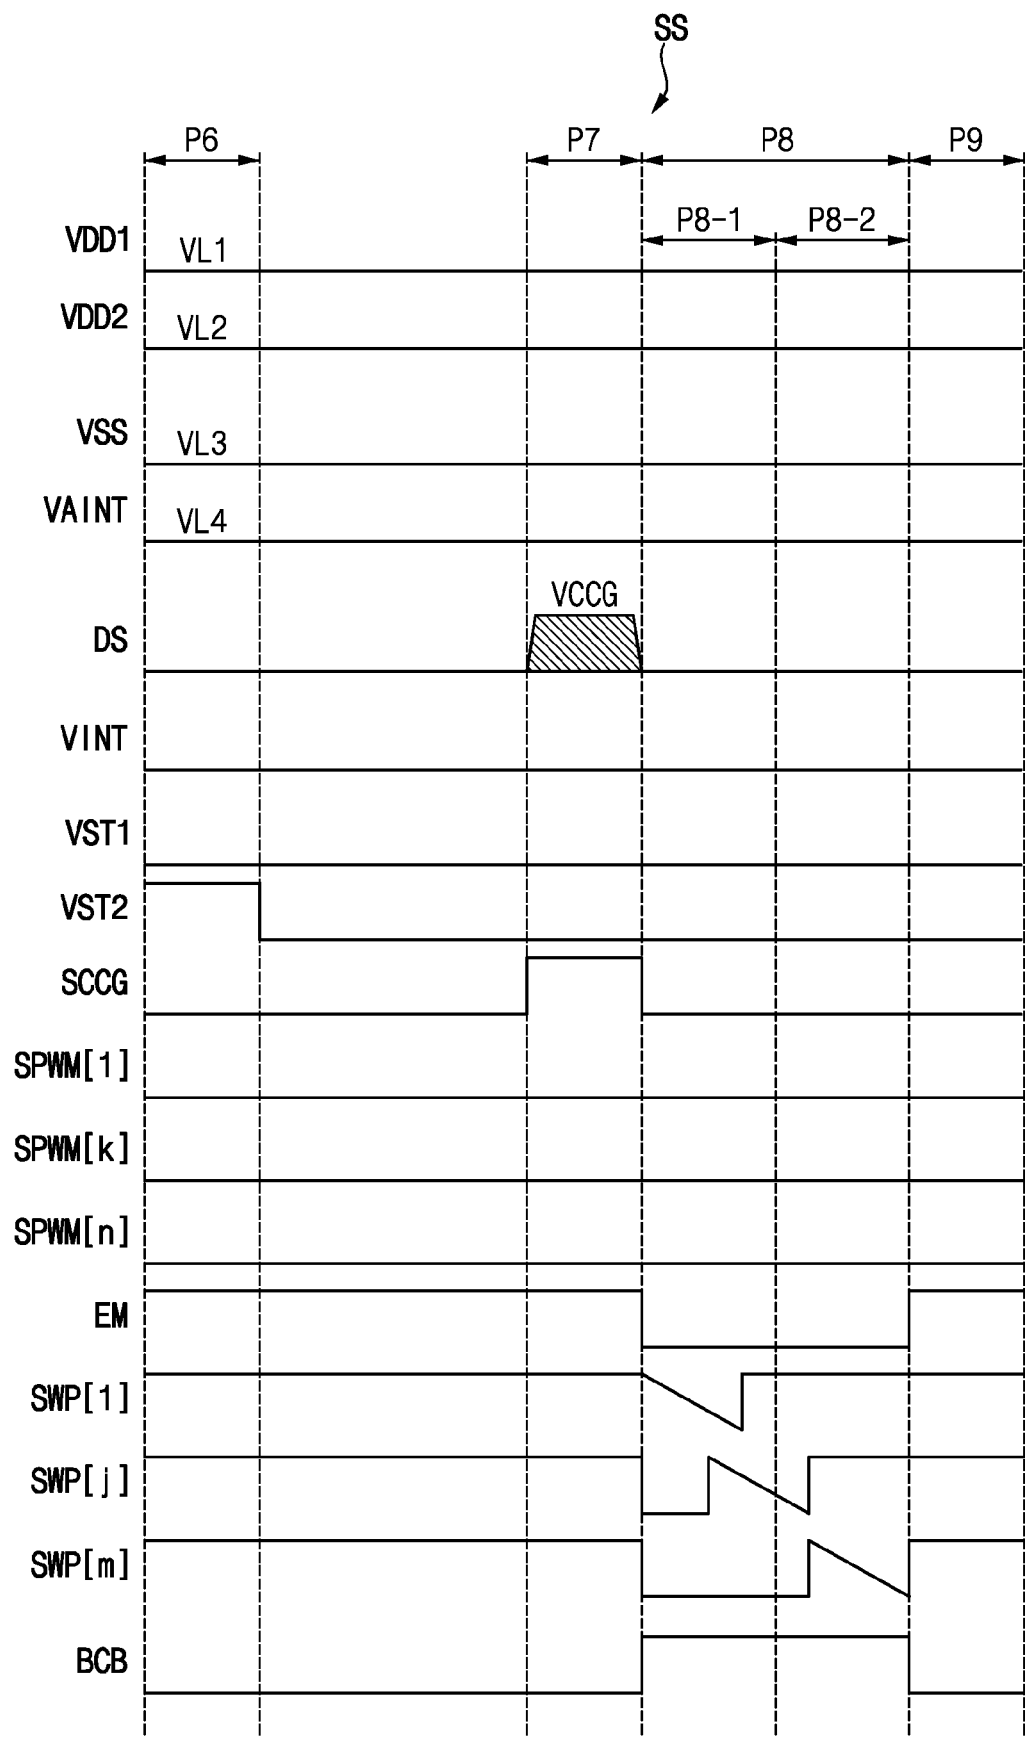 SS
P6 P7 P8 P9
P8-1 P8-2
VDD1 VL1
VDD2 VL2
VSS VL3
VAINT VL4
VCCG
DS
VINT
VST1
VST2
SCCG
SPWM[1]
SPWM[k]
SPWM[n]
EM
SWP[1]
SWP[j]
SWP[m]
BCB